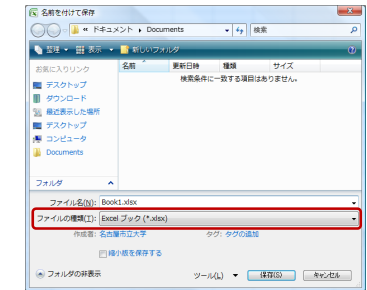 名前を付けて保存
« ドキュメント ▸ Documents 検索
整理 表示 新しいフォルダ
お気に入りリンク 名前 更新日時 種類 サイズ
検索条件に一致する項目はありません。
デスクトップ
ダウンロード
最近表示した場所
デスクトップ
コンピュータ
Documents
フォルダ
ファイル名(N): Book1.xlsx
ファイルの種類(T): Excel ブック (*.xlsx)
作成者: 名古屋市立大学 タグ: タグの追加
縮小版を保存する
フォルダの非表示 ツール(L) 保存(S) キャンセル